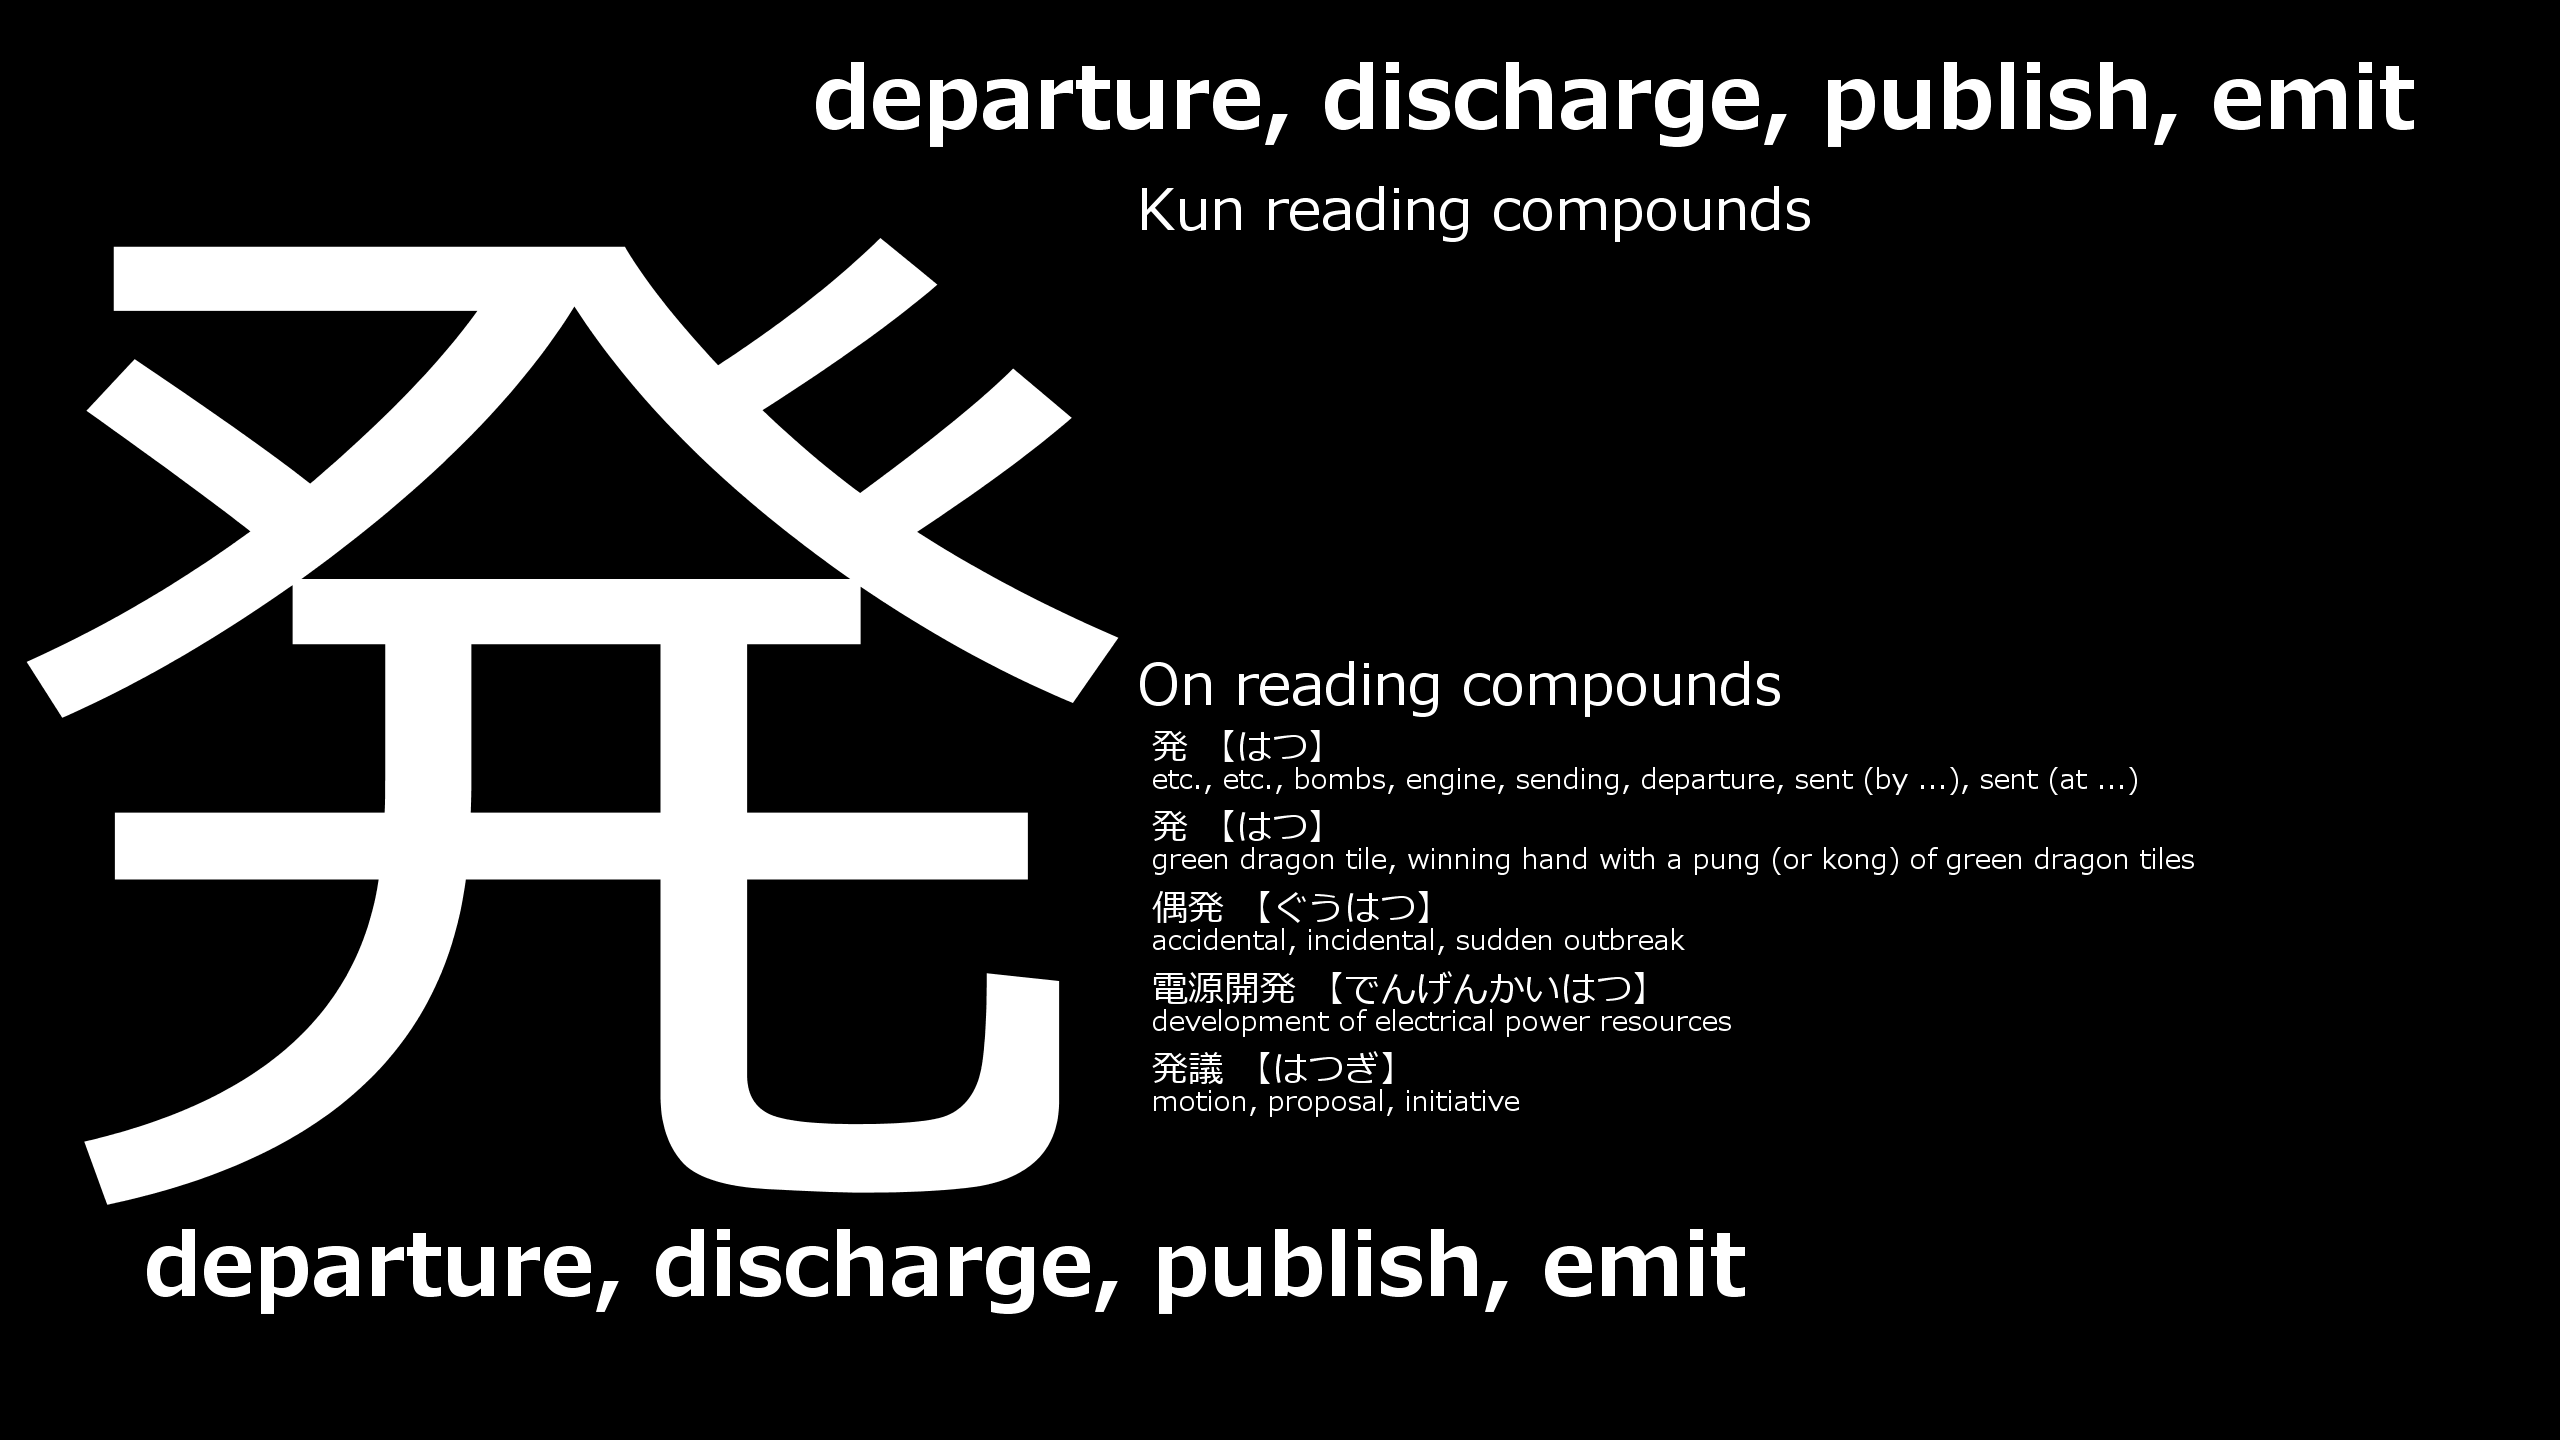 departure, discharge, publish, emit
Kun reading compounds
発
On reading compounds
発 【はつ】
etc., etc., bombs, engine, sending, departure, sent (by ...), sent (at ...)
発 【はつ】
green dragon tile, winning hand with a pung (or kong) of green dragon tiles
偶発 【ぐうはつ】
accidental, incidental, sudden outbreak
電源開発 【でんげんかいはつ】
development of electrical power resources
発議 【はつぎ】
motion, proposal, initiative
departure, discharge, publish, emit